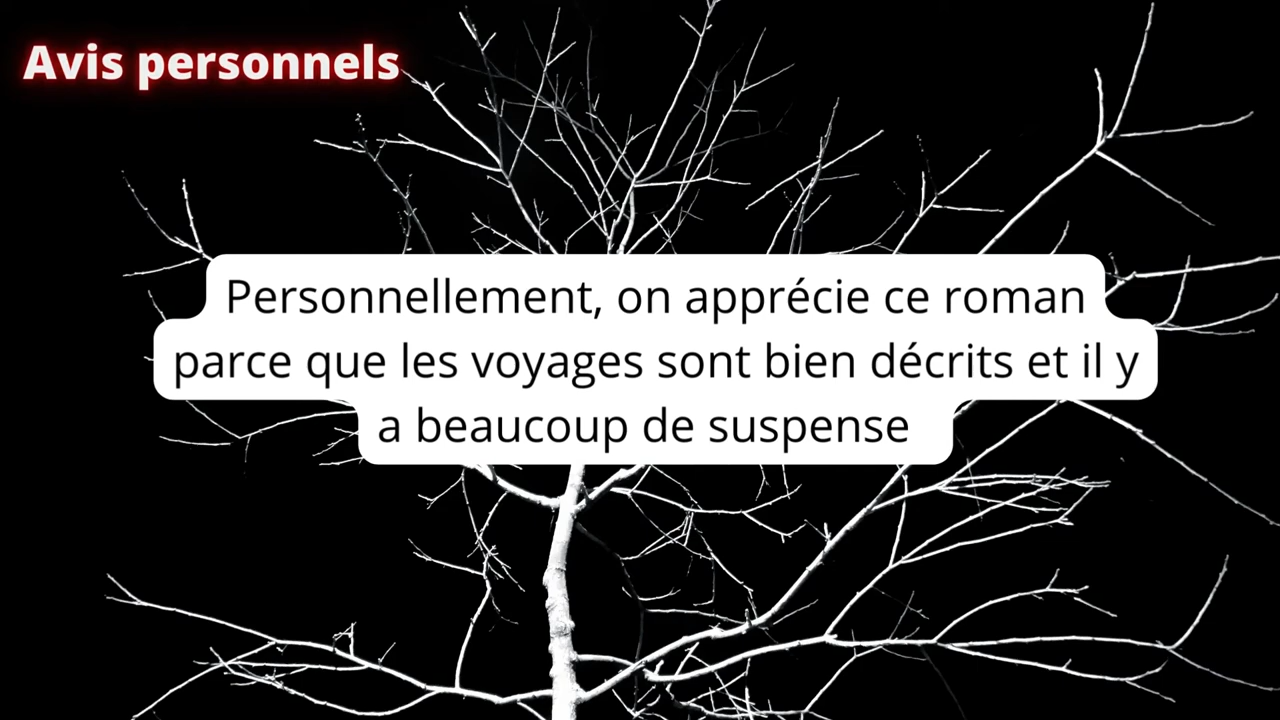 Avis personnels
Personnellement, on apprécie ce roman
parce que les voyages sont bien décrits et il y
a beaucoup de suspense